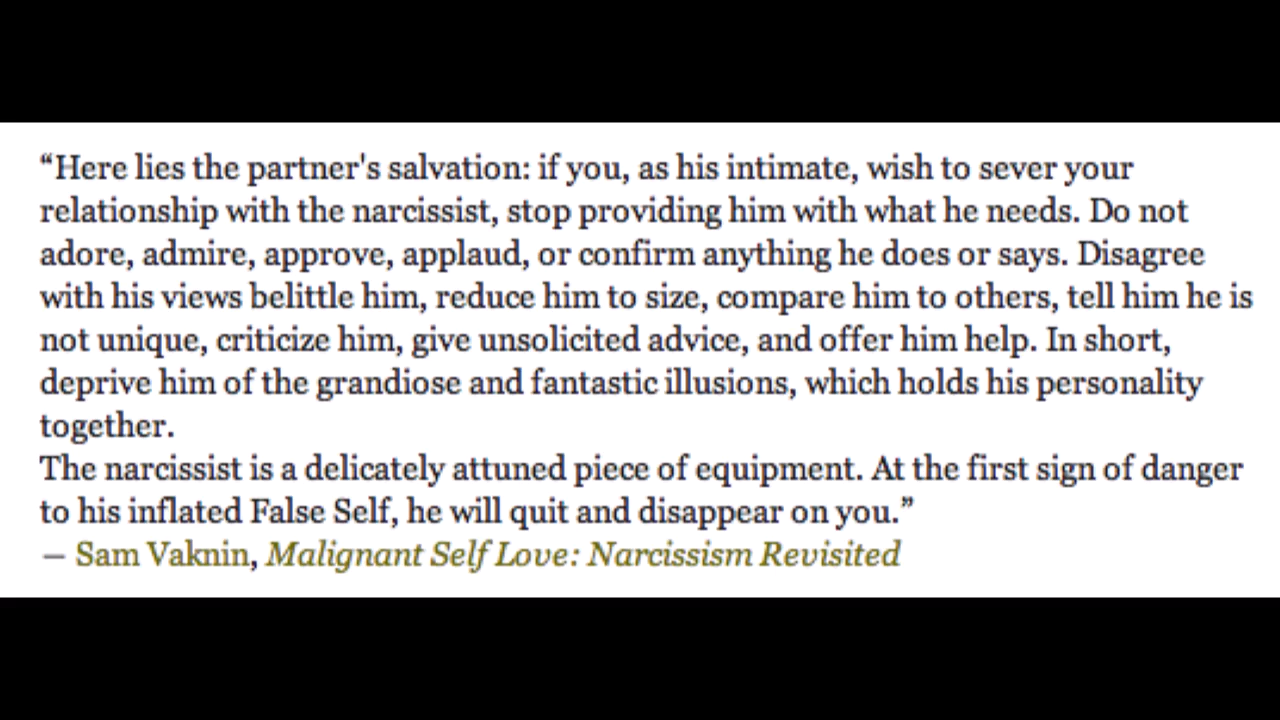 “Here lies the partner's salvation: if you, as his intimate, wish to sever your
relationship with the narcissist, stop providing him with what he needs. Do not
adore, admire, approve, applaud, or confirm anything he does or says. Disagree
with his views belittle him, reduce him to size, compare him to others, tell him he is
not unique, criticize him, give unsolicited advice, and offer him help. In short,
deprive him of the grandiose and fantastic illusions, which holds his personality
together.
The narcissist is a delicately attuned piece of equipment. At the first sign of danger
to his inflated False Self, he will quit and disappear on you.”
— Sam Vaknin, Malignant Self Love: Narcissism Revisited